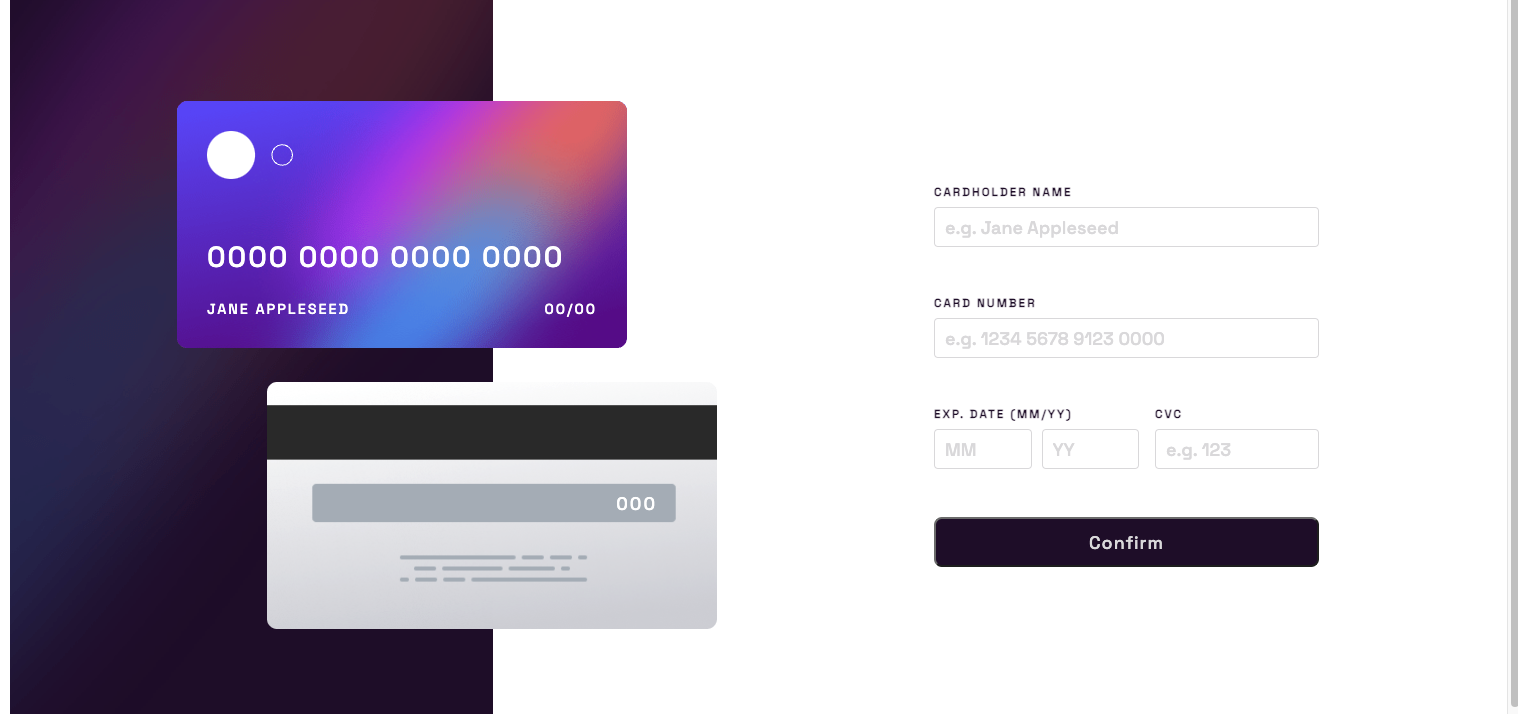 0000 0000 0000 0000
JANE APPLESEED 00/00
000
CARDHOLDER NAME
e.g. Jane Appleseed
CARD NUMBER
e.g. 1234 5678 9123 0000
EXP. DATE (MM/YY) CVC
MM YY e.g. 123
Confirm